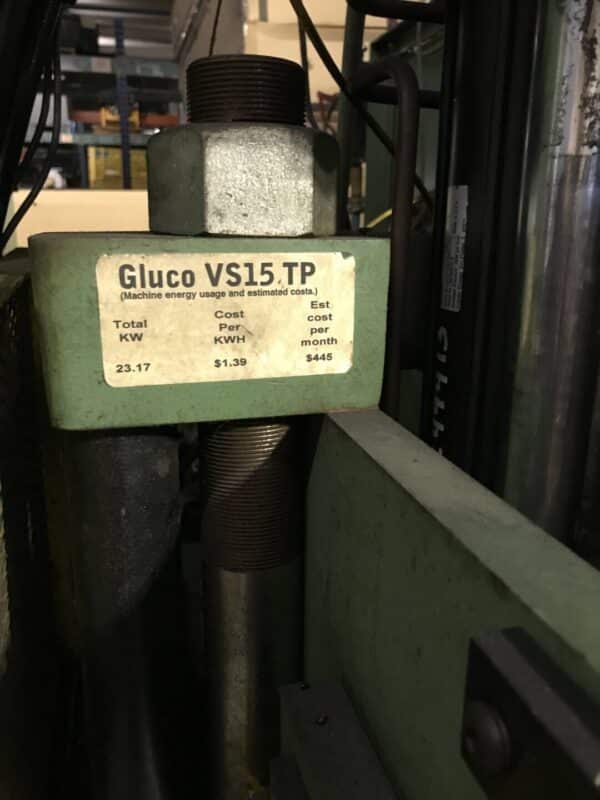 Gluco VS15 TP
(Machine energy usage and estimated costs.)
Total KW
Cost Per KWH
Est cost per month
23.17
$1.39
$445